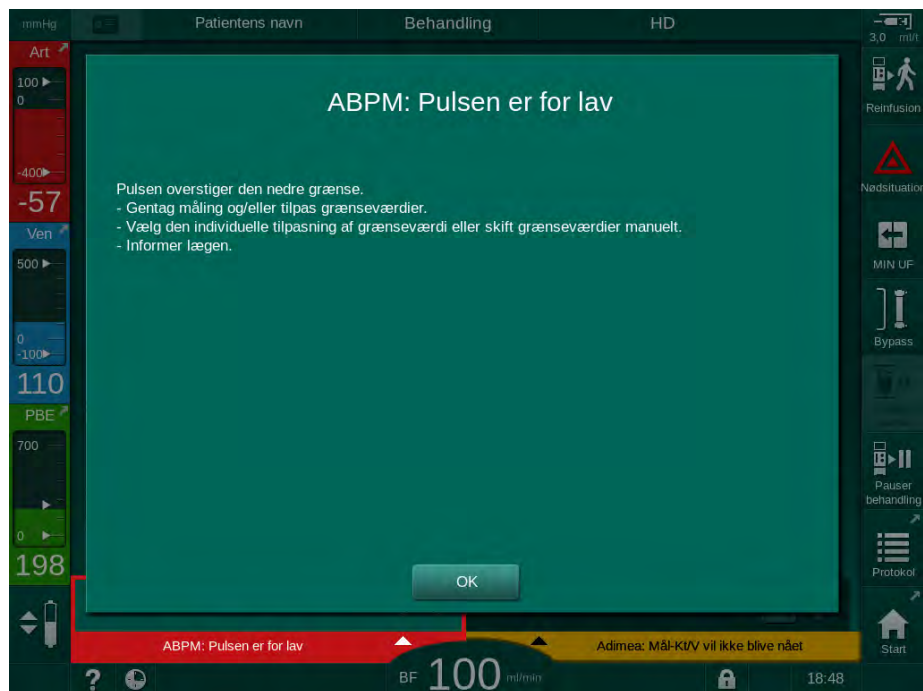 mmHg
Patientens navn
Behandling
HD
3,0 ml/t
Art
100
0
-400
-57
Ven
500
0
-100
110
PBE
700
0
198
ABPM: Pulsen er for lav
Pulsen overstiger den nedre grænse.
- Gentag måling og/eller tilpas grænseværdier.
- Vælg den individuelle tilpasning af grænseværdi eller skift grænseværdier manuelt.
- Informer lægen.
OK
Reinfusion
Nødsituation
MIN UF
Bypass
Pauser
behandling
Protokol
Start
ABPM: Pulsen er for lav
Adimea: Mål-Kt/V vil ikke blive nået
?
BF 100 ml/min
18:48